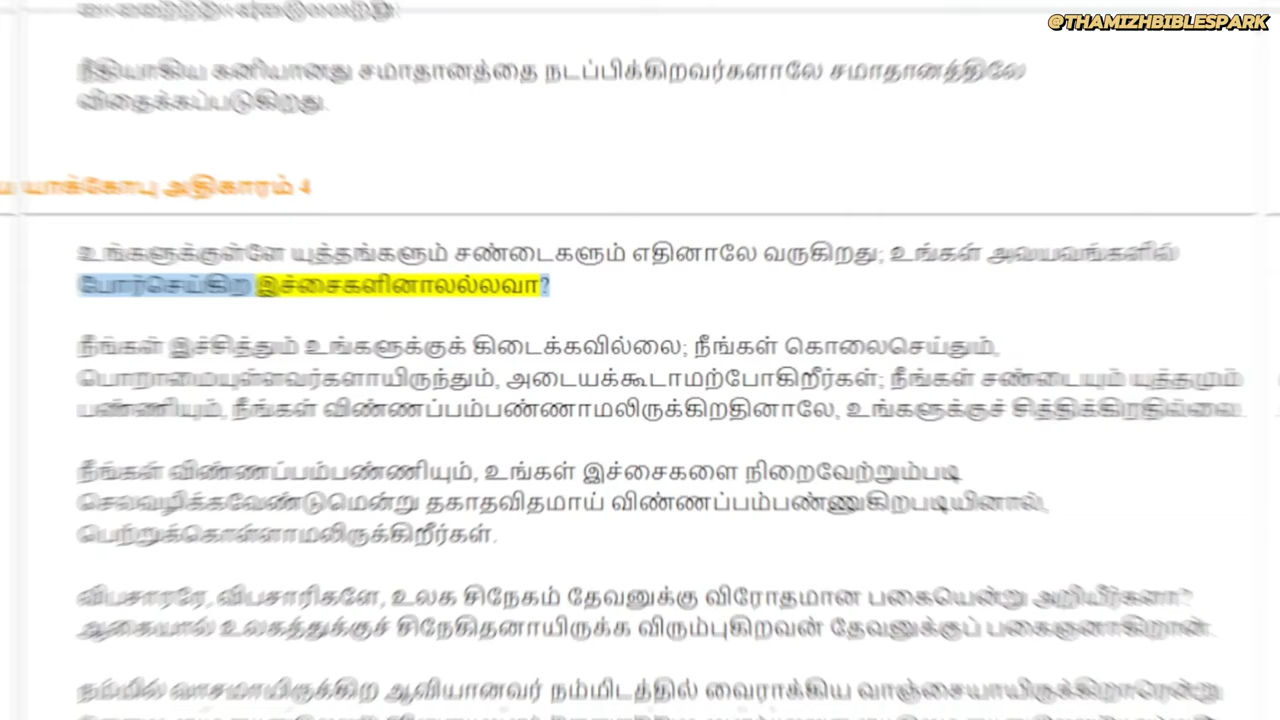 @THAMIZHBIBLESPARK
நீதியாகிய கனியானது சமாதானத்தை நடப்பிக்கிறவர்களாலே சமாதானத்திலே
விதைக்கப்படுகிறது.
யாக்கோபு அதிகாரம் 4
உங்களுக்குள்ளே யுத்தங்களும் சண்டைகளும் எதினாலே வருகிறது; உங்கள் அவயவங்களில்
போர்செய்கிற இச்சைகளினாலல்லவா?
நீங்கள் இச்சித்தும் உங்களுக்குக் கிடைக்கவில்லை; நீங்கள் கொலைசெய்தும்,
பொறாமையுள்ளவர்களாயிருந்தும், அடையக்கூடாமற்போகிறீர்கள்; நீங்கள் சண்டையும் யுத்தமும்
பண்ணியும், நீங்கள் விண்ணப்பம்பண்ணாமலிருக்கிறதினாலே, உங்களுக்குச் சித்திக்கிறதில்லை.
நீங்கள் விண்ணப்பம்பண்ணியும், உங்கள் இச்சைகளை நிறைவேற்றும்படி
செலவழிக்கவேண்டுமென்று தகாதவிதமாய் விண்ணப்பம்பண்ணுகிறபடியினால்,
பெற்றுக்கொள்ளாமலிருக்கிறீர்கள்.
விபசாரரே, விபசாரிகளே, உலக சிநேகம் தேவனுக்கு விரோதமான பகையென்று அறியீர்களா?
ஆகையால் உலகத்துக்குச் சிநேகிதனாயிருக்க விரும்புகிறவன் தேவனுக்குப் பகைஞனாகிறான்.
நம்மில் வாசமாயிருக்கிற ஆவியானவர் நம்மிடத்தில் வைராக்கிய வாஞ்சையாயிருக்கிறாரென்று